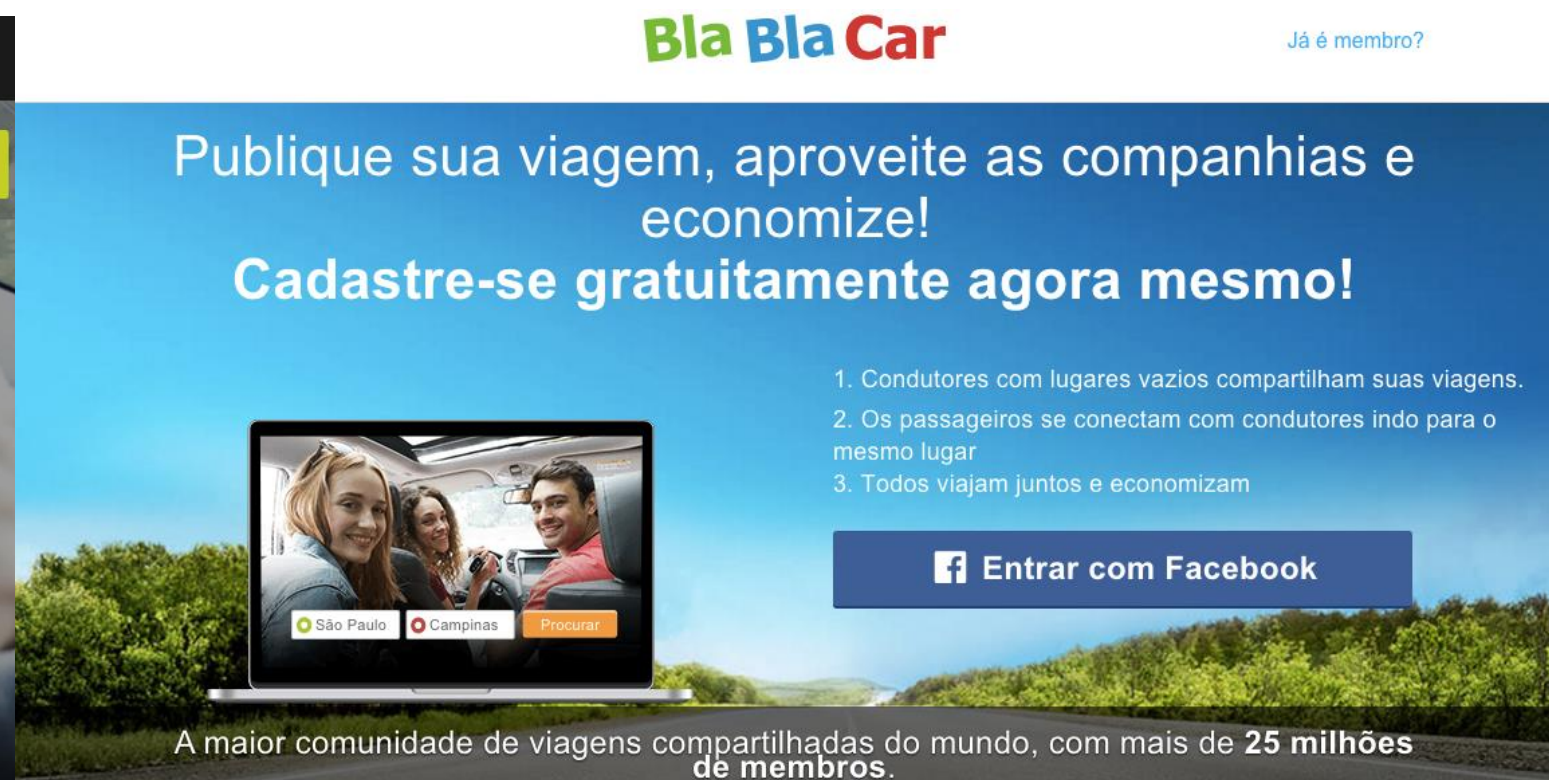 Bla Bla Car
Já é membro?
Publique sua viagem, aproveite as companhias e
economize!
Cadastre-se gratuitamente agora mesmo!
1. Condutores com lugares vazios compartilham suas viagens.
2. Os passageiros se conectam com condutores indo para o
mesmo lugar
3. Todos viajam juntos e economizam
Entrar com Facebook
São Paulo Campinas Procurar
A maior comunidade de viagens compartilhadas do mundo, com mais de 25 milhões
de membros.